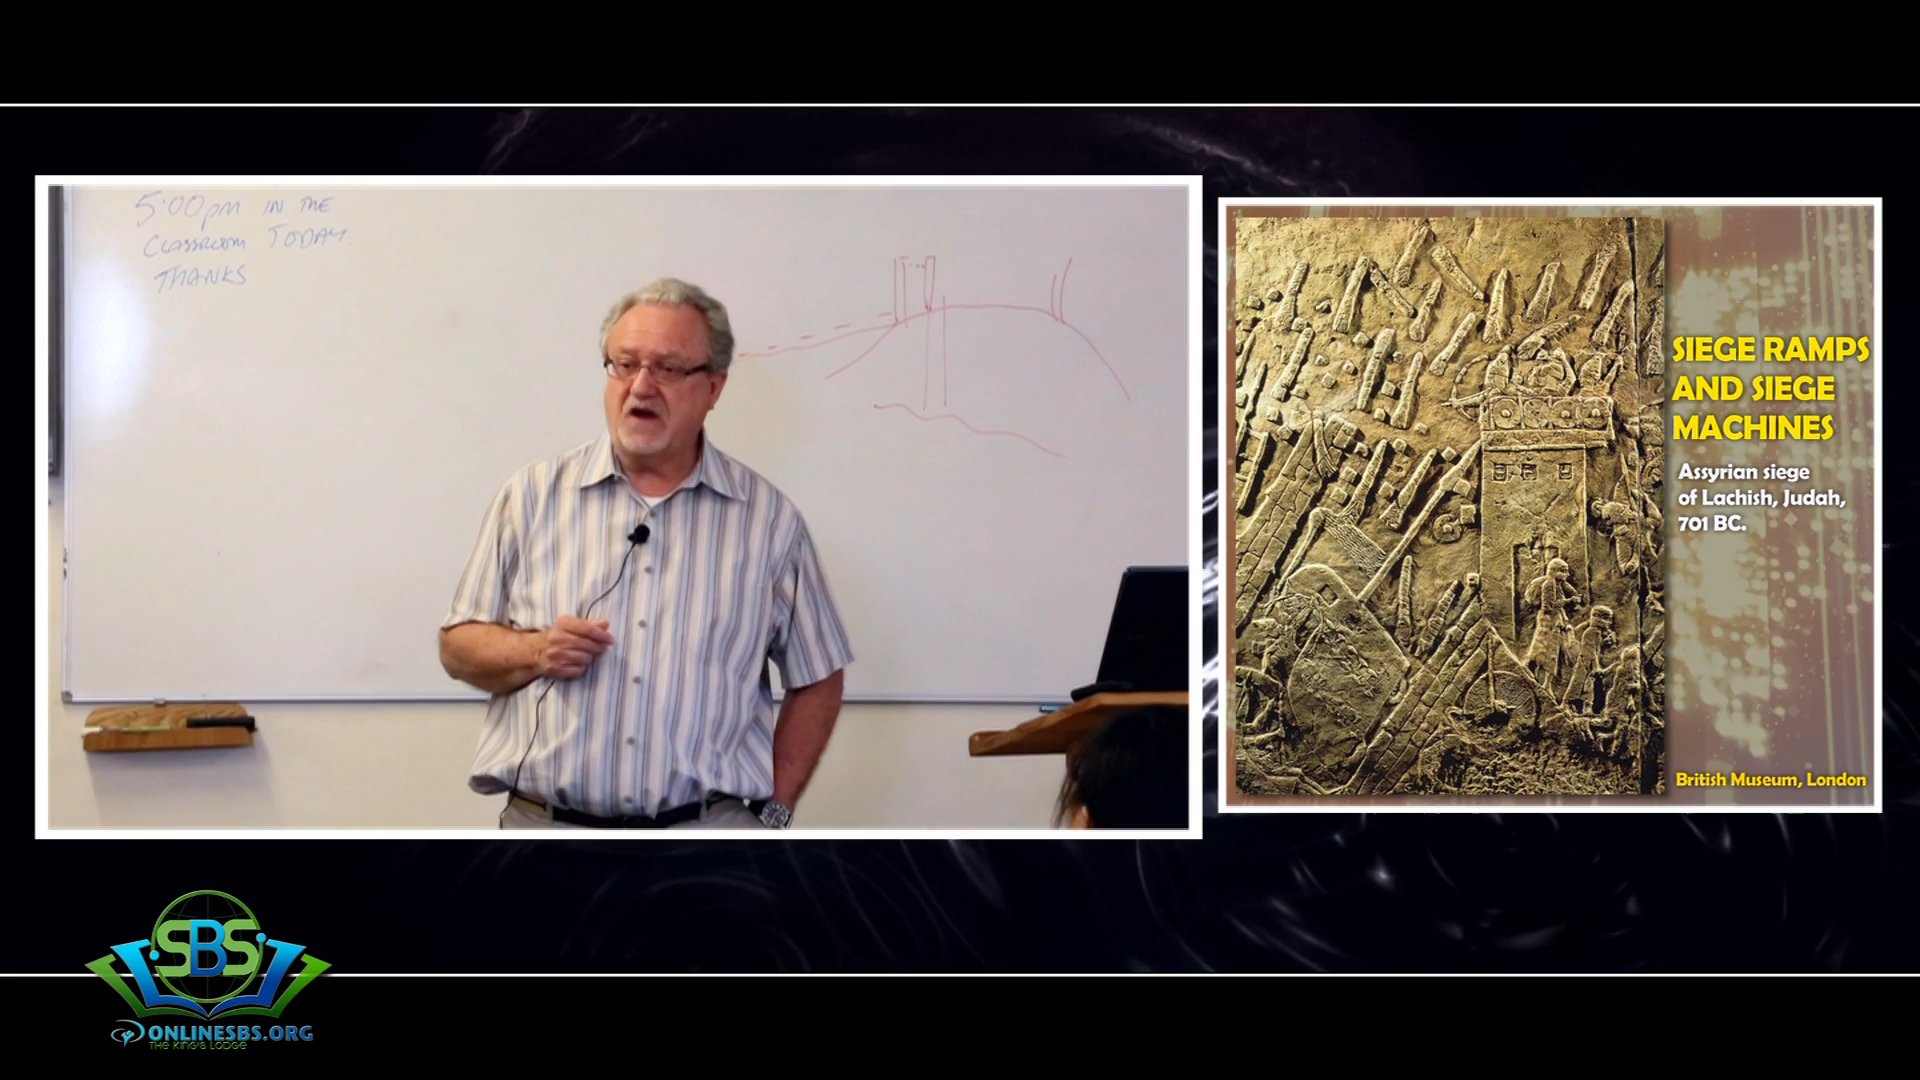 5:00pm IN THE
CLASSROOM TODAY.
THANKS
SIEGE RAMPS
AND SIEGE
MACHINES
Assyrian siege
of Lachish, Judah,
701 BC.
British Museum, London
SBS
ONLINESBS.ORG
THE KING'S LODGE